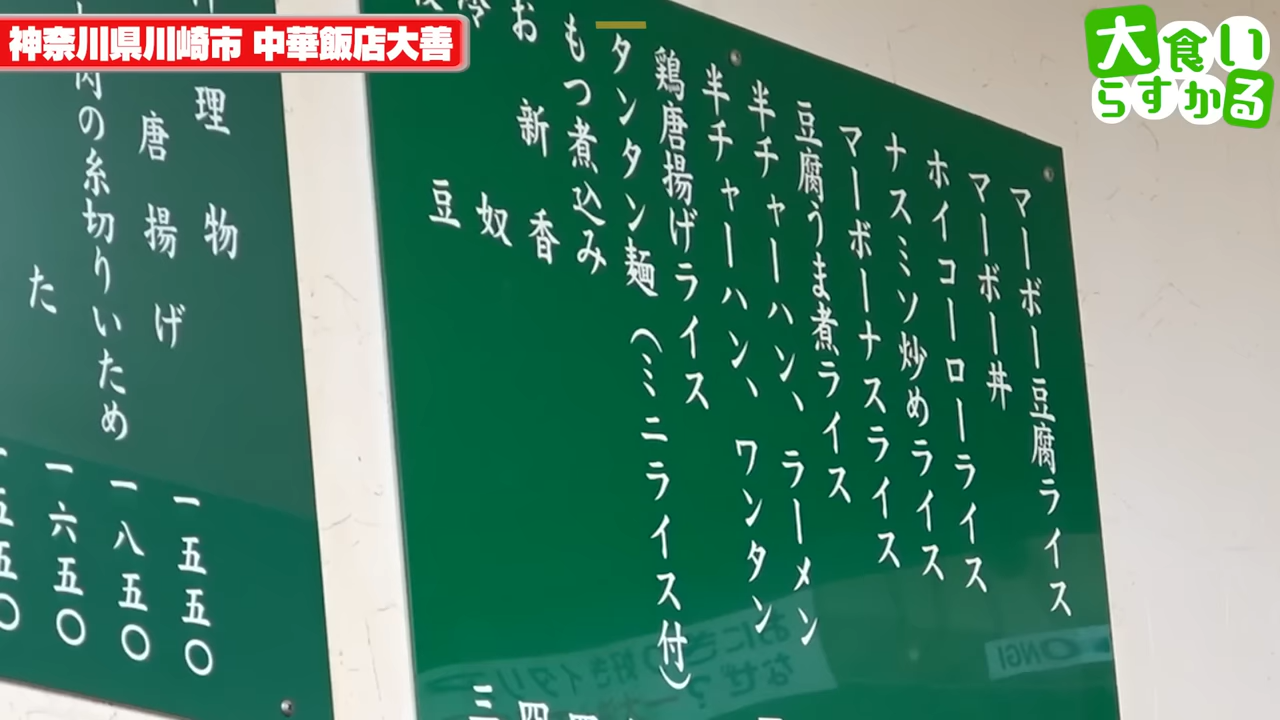 神奈川県川崎市 中華飯店大善
大食い
らすかる
マーボー豆腐ライス
マーボー丼
ホイコーローライス
ナスミソ炒めライス
マーボーナスライス
豆腐うま煮ライス
半チャーハン、ラーメン
半チャーハン、ワンタン
鶏唐揚げライス
タンタン麺(ミニライス付)
もつ煮込み
お新香
冷奴
豆
三
四
理物
一五五〇
唐揚げ
一八五〇
肉の糸切りいため
一六五〇
た
一五五〇